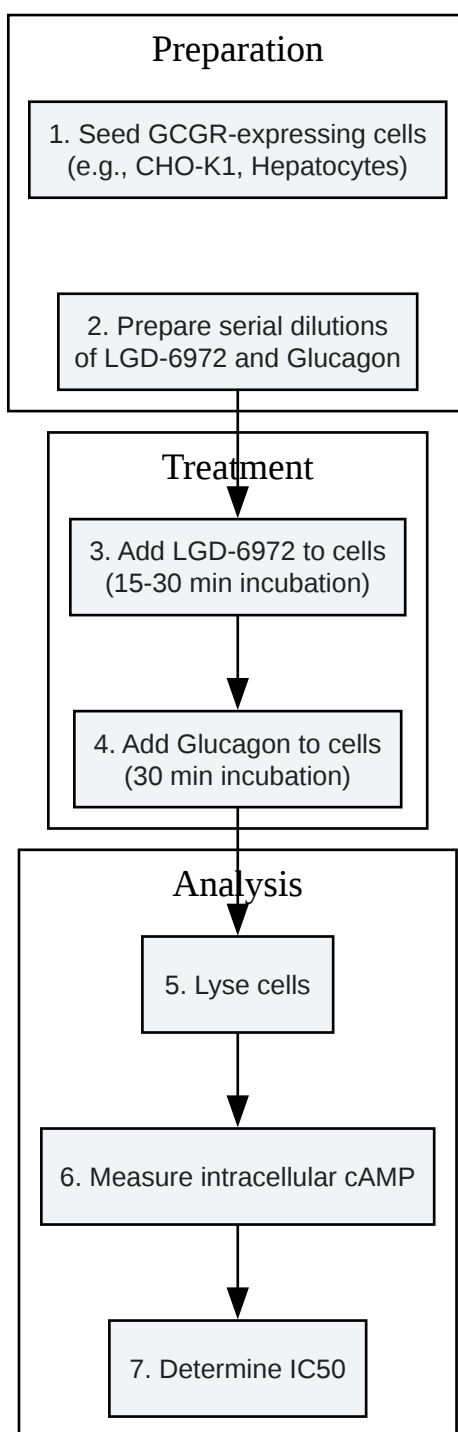 Preparation
1. Seed GCGR-expressing cells
(e.g., CHO-K1, Hepatocytes)
2. Prepare serial dilutions
of LGD-6972 and Glucagon
Treatment
3. Add LGD-6972 to cells
(15-30 min incubation)
4. Add Glucagon to cells
(30 min incubation)
Analysis
5. Lyse cells
6. Measure intracellular cAMP
7. Determine IC50